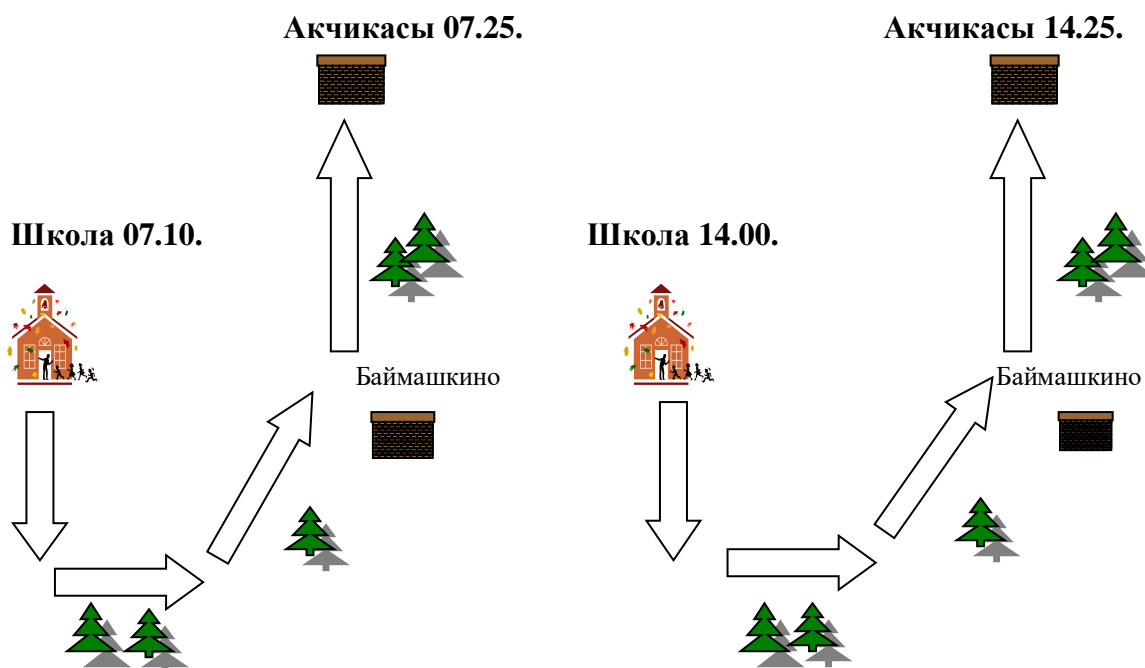 Акчикасы 07.25.
Акчикасы 14.25.
Школа 07.10.
Школа 14.00.
Баймашкино
Баймашкино